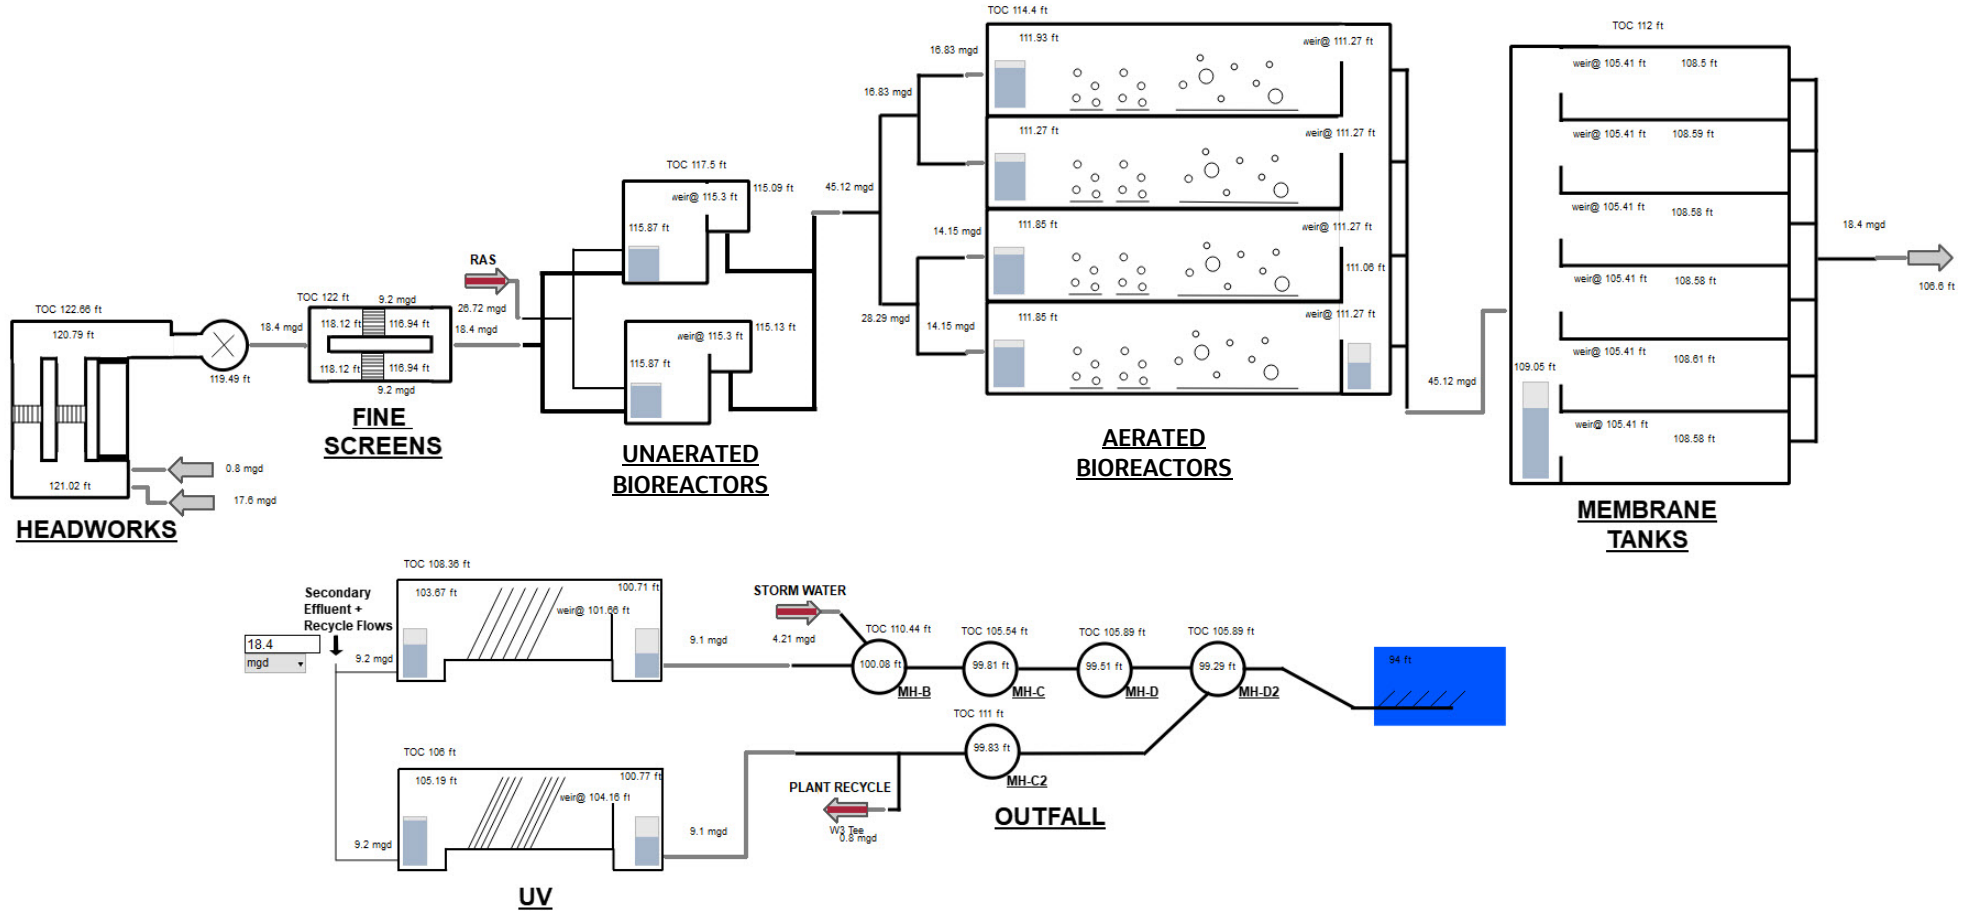 TOC 122.66 ft
120.79 ft
119.49 ft
121.02 ft
0.8 mgd
17.6 mgd
HEADWORKS
18.4 mgd
TOC 122 ft
9.2 mgd
118.12 ft
116.94 ft
118.12 ft
116.94 ft
9.2 mgd
FINE
SCREENS
RAS
26.72 mgd
18.4 mgd
TOC 117.5 ft
weir@ 115.3 ft
115.09 ft
115.87 ft
weir@ 115.3 ft
115.13 ft
115.87 ft
UNAERATED
BIOREACTORS
45.12 mgd
16.83 mgd
16.83 mgd
14.15 mgd
28.29 mgd
14.15 mgd
TOC 114.4 ft
111.93 ft
weir@ 111.27 ft
111.27 ft
weir@ 111.27 ft
111.85 ft
weir@ 111.27 ft
111.06 ft
111.85 ft
weir@ 111.27 ft
AERATED
BIOREACTORS
45.12 mgd
TOC 112 ft
weir@ 105.41 ft
108.5 ft
weir@ 105.41 ft
108.59 ft
weir@ 105.41 ft
108.58 ft
weir@ 105.41 ft
108.58 ft
weir@ 105.41 ft
108.61 ft
109.05 ft
weir@ 105.41 ft
108.58 ft
MEMBRANE
TANKS
18.4 mgd
106.6 ft
Secondary
Effluent +
Recycle Flows
18.4
mgd
9.2 mgd
9.2 mgd
TOC 108.36 ft
103.67 ft
100.71 ft
weir@ 101.66 ft
9.1 mgd
TOC 106 ft
105.19 ft
100.77 ft
weir@ 104.16 ft
9.1 mgd
UV
STORM WATER
4.21 mgd
TOC 110.44 ft
100.08 ft
MH-B
TOC 105.54 ft
99.81 ft
MH-C
TOC 105.89 ft
99.51 ft
MH-D
TOC 105.89 ft
99.29 ft
MH-D2
94 ft
TOC 111 ft
99.83 ft
MH-C2
PLANT RECYCLE
W3 Tee
0.8 mgd
OUTFALL